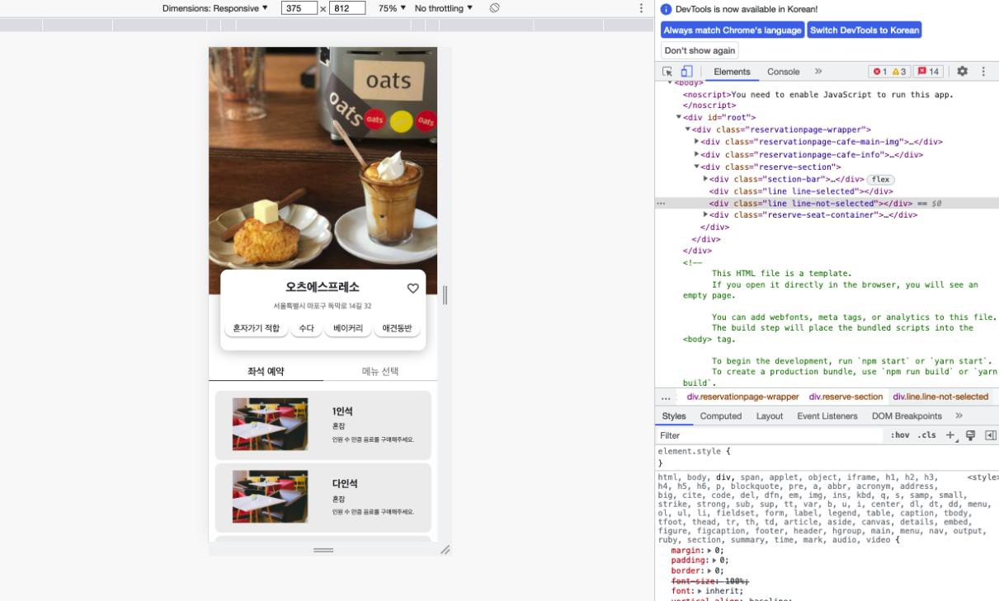 Dimensions: Responsive ▼ 375 × 812 75% ▼ No throttling ▼
DevTools is now available in Korean!
Always match Chrome's language Switch DevTools to Korean
Don't show again
Elements Console » 1 3 14
<body>
<noscript>You need to enable JavaScript to run this app.
</noscript>
<div id="root">
<div class="reservationpage-wrapper">
<div class="reservationpage-cafe-main-img">…</div>
<div class="reservationpage-cafe-info">…</div>
<div class="reserve-section">
<div class="section-bar">…</div> flex
<div class="line line-selected"></div>
<div class="line line-not-selected"></div> == $0
<div class="reserve-seat-container">…</div>
</div>
</div>
</div>
<!--
This HTML file is a template.
If you open it directly in the browser, you will see an
empty page.
You can add webfonts, meta tags, or analytics to this file.
The build step will place the bundled scripts into the
<body> tag.
To begin the development, run `npm start` or `yarn start`.
To create a production bundle, use `npm run build` or `yarn
build`.
… div.reservationpage-wrapper div.reserve-section div.line.line-not-selected
Styles Computed Layout Event Listeners DOM Breakpoints »
Filter :hov .cls +
element.style {
}
html, body, div, span, applet, object, iframe, h1, h2, h3, <style>
h4, h5, h6, p, blockquote, pre, a, abbr, acronym, address,
big, cite, code, del, dfn, em, img, ins, kbd, q, s, samp, small,
strike, strong, sub, sup, tt, var, b, u, i, center, dl, dt, dd, menu,
ol, ul, li, fieldset, form, label, legend, table, caption, tbody,
tfoot, thead, tr, th, td, article, aside, canvas, details, embed,
figure, figcaption, footer, header, hgroup, main, menu, nav, output,
ruby, section, summary, time, mark, audio, video {
margin: 0;
padding: 0;
border: 0;
font-size: 100%;
font: inherit;
vertical-align: baseline;
oats
oats
oats
oats
오츠에스프레소
서울특별시 마포구 독막로 14길 32
혼자가기 적합 수다 베이커리 애견동반
좌석 예약 메뉴 선택
1인석
혼잡
인원 수 만큼 음료를 구매해주세요.
다인석
혼잡
인원 수 만큼 음료를 구매해주세요.